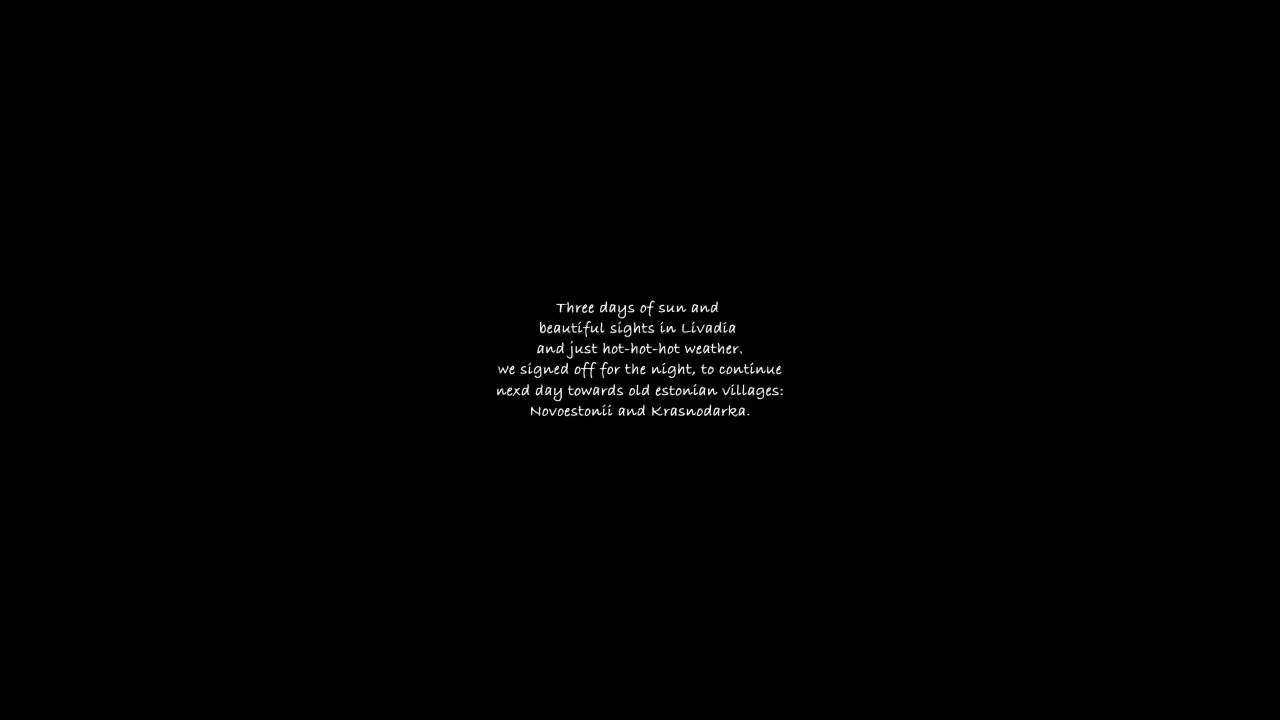 Three days of sun and
beautiful sights in Livadia
and just hot-hot-hot weather.
we signed off for the night, to continue
nexd day towards old estonian villages:
Novoestonii and Krasnodarka.